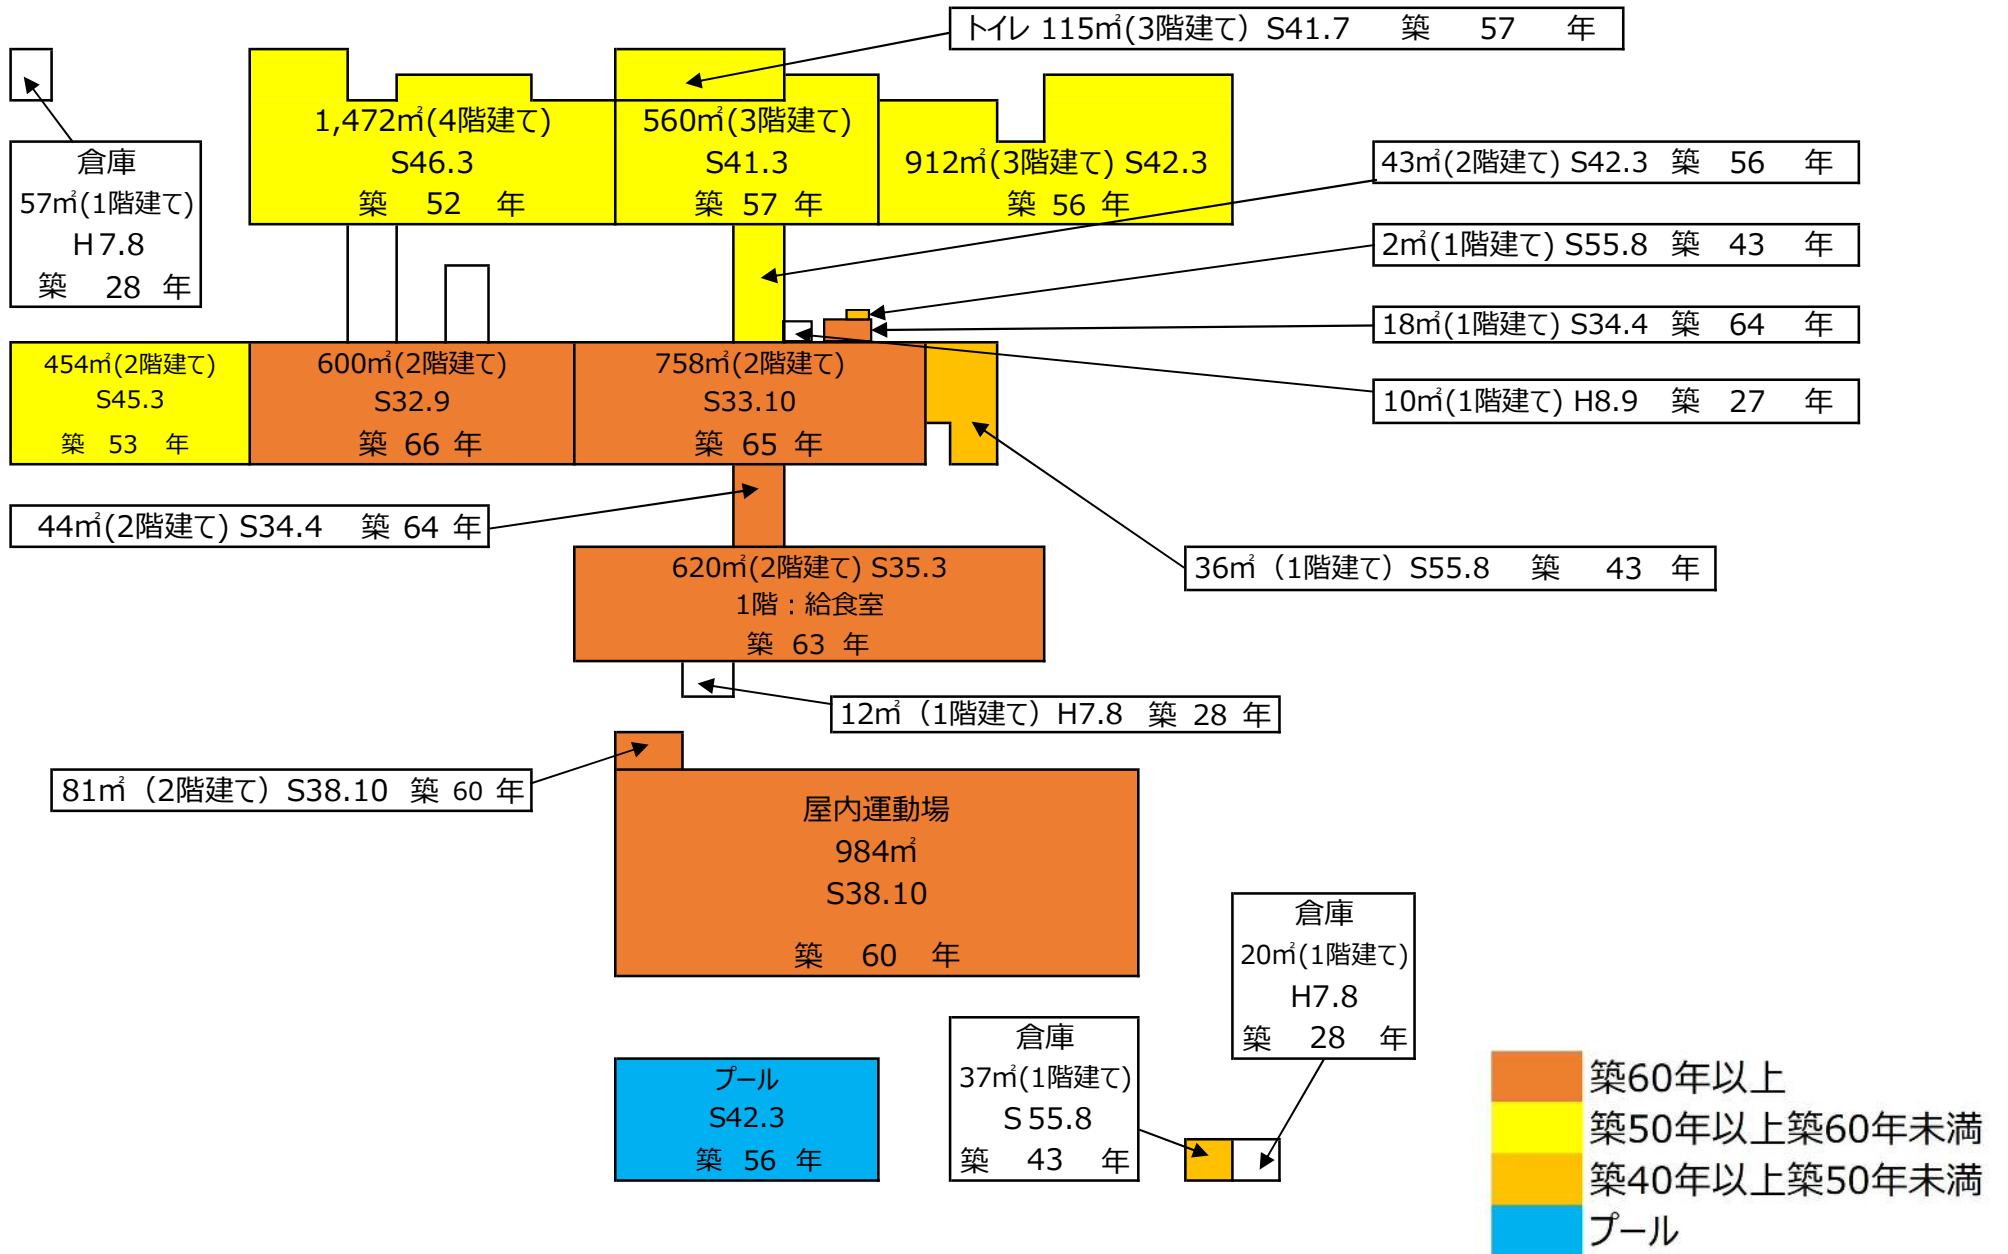 トイレ 115㎡(3階建て) S41.7 築 57 年
1,472㎡(4階建て)
S46.3
築 52 年
560㎡(3階建て)
S41.3
築 57 年
912㎡(3階建て) S42.3
築 56 年
倉庫
57㎡(1階建て)
H7.8
築 28 年
43㎡(2階建て) S42.3 築 56 年
2㎡(1階建て) S55.8 築 43 年
18㎡(1階建て) S34.4 築 64 年
10㎡(1階建て) H8.9 築 27 年
454㎡(2階建て)
S45.3
築 53 年
600㎡(2階建て)
S32.9
築 66 年
758㎡(2階建て)
S33.10
築 65 年
44㎡(2階建て) S34.4 築 64 年
36㎡(1階建て) S55.8 築 43 年
620㎡(2階建て) S35.3
1階：給食室
築 63 年
12㎡(1階建て) H7.8 築 28 年
81㎡(2階建て) S38.10 築 60 年
屋内運動場
984㎡
S38.10
築 60 年
倉庫
20㎡(1階建て)
H7.8
築 28 年
倉庫
37㎡(1階建て)
S55.8
築 43 年
プール
S42.3
築 56 年
築60年以上
築50年以上築60年未満
築40年以上築50年未満
プール